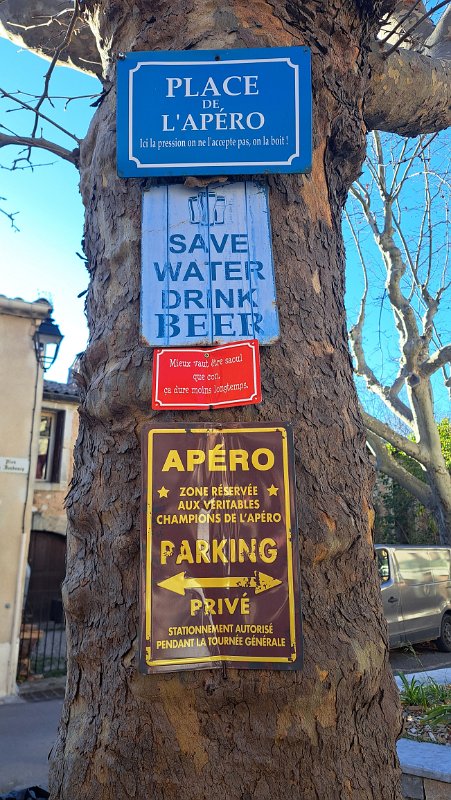 PLACE
DE
L'APÉRO
Ici la pression on ne l'accepte pas, on la boit !
SAVE
WATER
DRINK
BEER
Mieux vaut être saoul
que con
ca dure moins longtemps.
APÉRO
ZONE RÉSERVÉE
AUX VÉRITABLES
CHAMPIONS DE L'APÉRO
PARKING
PRIVÉ
STATIONNEMENT AUTORISÉ
PENDANT LA TOURNÉE GÉNÉRALE